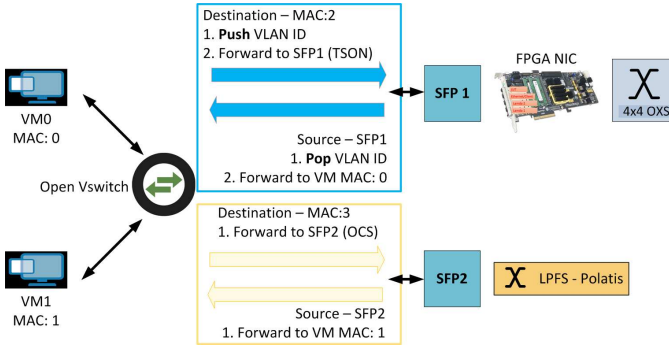 Destination – MAC:2
1. Push VLAN ID
2. Forward to SFP1 (TSON)
VM0
MAC: 0
SFP 1
FPGA NIC
4x4 OXS
Source – SFP1
1. Pop VLAN ID
2. Forward to VM MAC: 0
Open Vswitch
Destination – MAC:3
1. Forward to SFP2 (OCS)
VM1
MAC: 1
SFP2
LPFS - Polatis
Source – SFP2
1. Forward to VM MAC: 1